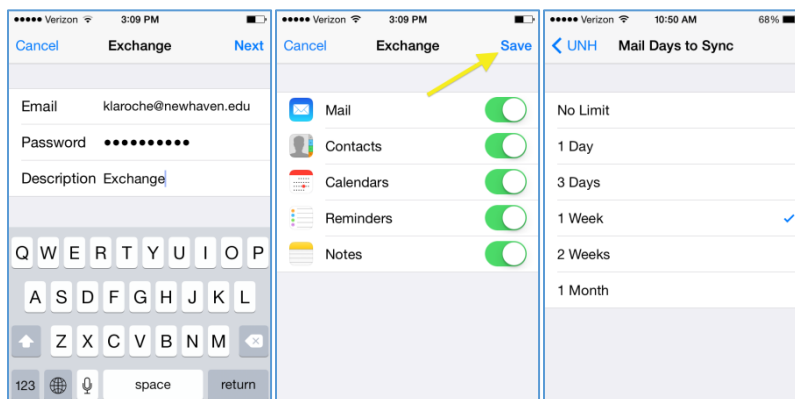 Verizon 3:09 PM
Cancel Exchange Next
Email klaroche@newhaven.edu
Password ●●●●●●●●●●
Description Exchange
Q W E R T Y U I O P
A S D F G H J K L
Z X C V B N M
123 space return
Verizon 3:09 PM
Cancel Exchange Save
Mail
Contacts
Calendars
Reminders
Notes
Verizon 10:50 AM 68%
UNH Mail Days to Sync
No Limit
1 Day
3 Days
1 Week
2 Weeks
1 Month